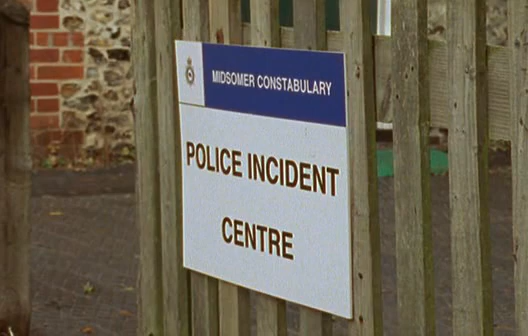 MIDSOMER CONSTABULARY
POLICE INCIDENT
CENTRE